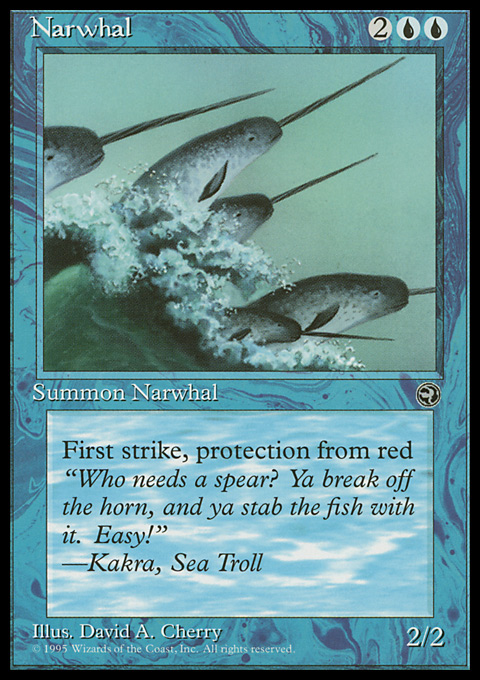 Narwhal 2
Summon Narwhal
First strike, protection from red
“Who needs a spear? Ya break off
the horn, and ya stab the fish with
it. Easy!”
—Kakra, Sea Troll
Illus. David A. Cherry
© 1995 Wizards of the Coast, Inc. All rights reserved.
2/2